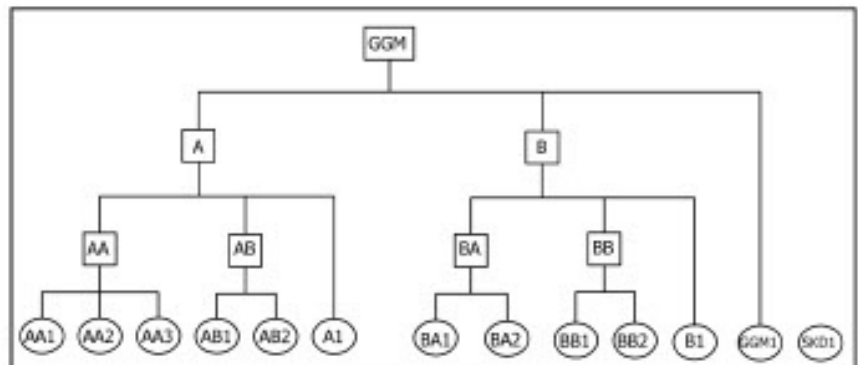 GGM
A B
AA AB BA BB
AA1 AA2 AA3 AB1 AB2 A1 BA1 BA2 BB1 BB2 B1 GGM1 SKD1